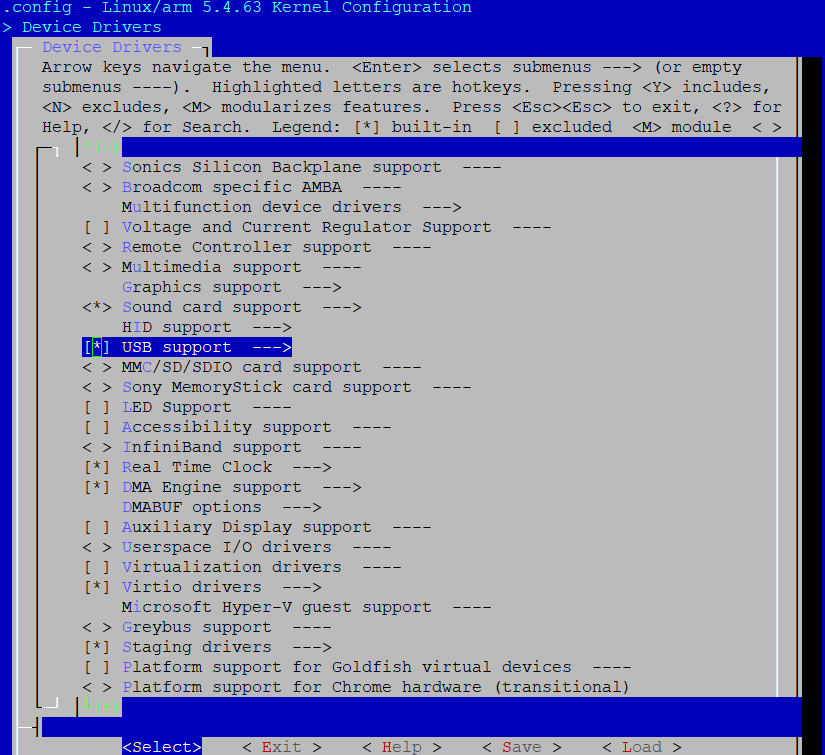 .config - Linux/arm 5.4.63 Kernel Configuration
> Device Drivers
Device Drivers
Arrow keys navigate the menu.  <Enter> selects submenus ---> (or empty
submenus ----).  Highlighted letters are hotkeys.  Pressing <Y> includes,
<N> excludes, <M> modularizes features.  Press <Esc><Esc> to exit, <?> for
Help, </> for Search.  Legend: [*] built-in  [ ] excluded  <M> module  < >
< > Sonics Silicon Backplane support  ----
< > Broadcom specific AMBA  ----
Multifunction device drivers  --->
[ ] Voltage and Current Regulator Support  ----
< > Remote Controller support  ----
< > Multimedia support  ----
Graphics support  --->
<*> Sound card support  --->
HID support  --->
[*] USB support  --->
< > MMC/SD/SDIO card support  ----
< > Sony MemoryStick card support  ----
[ ] LED Support  ----
[ ] Accessibility support  ----
< > InfiniBand support  ----
[*] Real Time Clock  --->
[*] DMA Engine support  --->
DMABUF options  --->
[ ] Auxiliary Display support  ----
< > Userspace I/O drivers  ----
[ ] Virtualization drivers  ----
[*] Virtio drivers  --->
Microsoft Hyper-V guest support  ----
< > Greybus support  ----
[*] Staging drivers  --->
[ ] Platform support for Goldfish virtual devices  ----
< > Platform support for Chrome hardware (transitional)
(+)
<Select>    < Exit >    < Help >    < Save >    < Load >